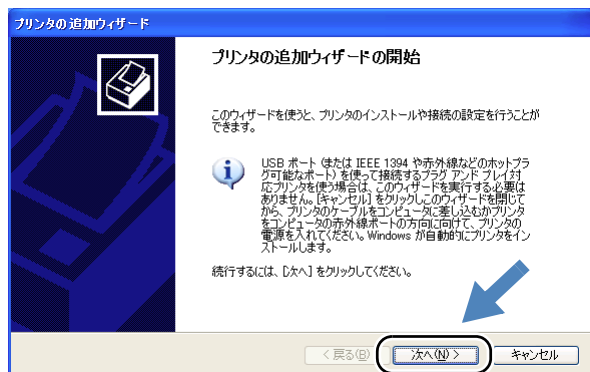 プリンタの追加ウィザード
プリンタの追加ウィザードの開始
このウィザードを使うと、プリンタのインストールや接続の設定を行うことが
できます。
USB ポート (または IEEE 1394 や赤外線などのホットプラ
グ可能なポート) を使って接続するプラグ アンド プレイ対
応プリンタを使う場合は、このウィザードを実行する必要は
ありません。[キャンセル] をクリックしこのウィザードを閉じて
から、プリンタのケーブルをコンピュータに差し込むかプリンタ
をコンピュータの赤外線ポートの方向に向けて、プリンタの
電源を入れてください。Windows が自動的にプリンタをイン
ストールします。
続行するには、[次へ] をクリックしてください。
< 戻る(B)
次へ(N) >
キャンセル